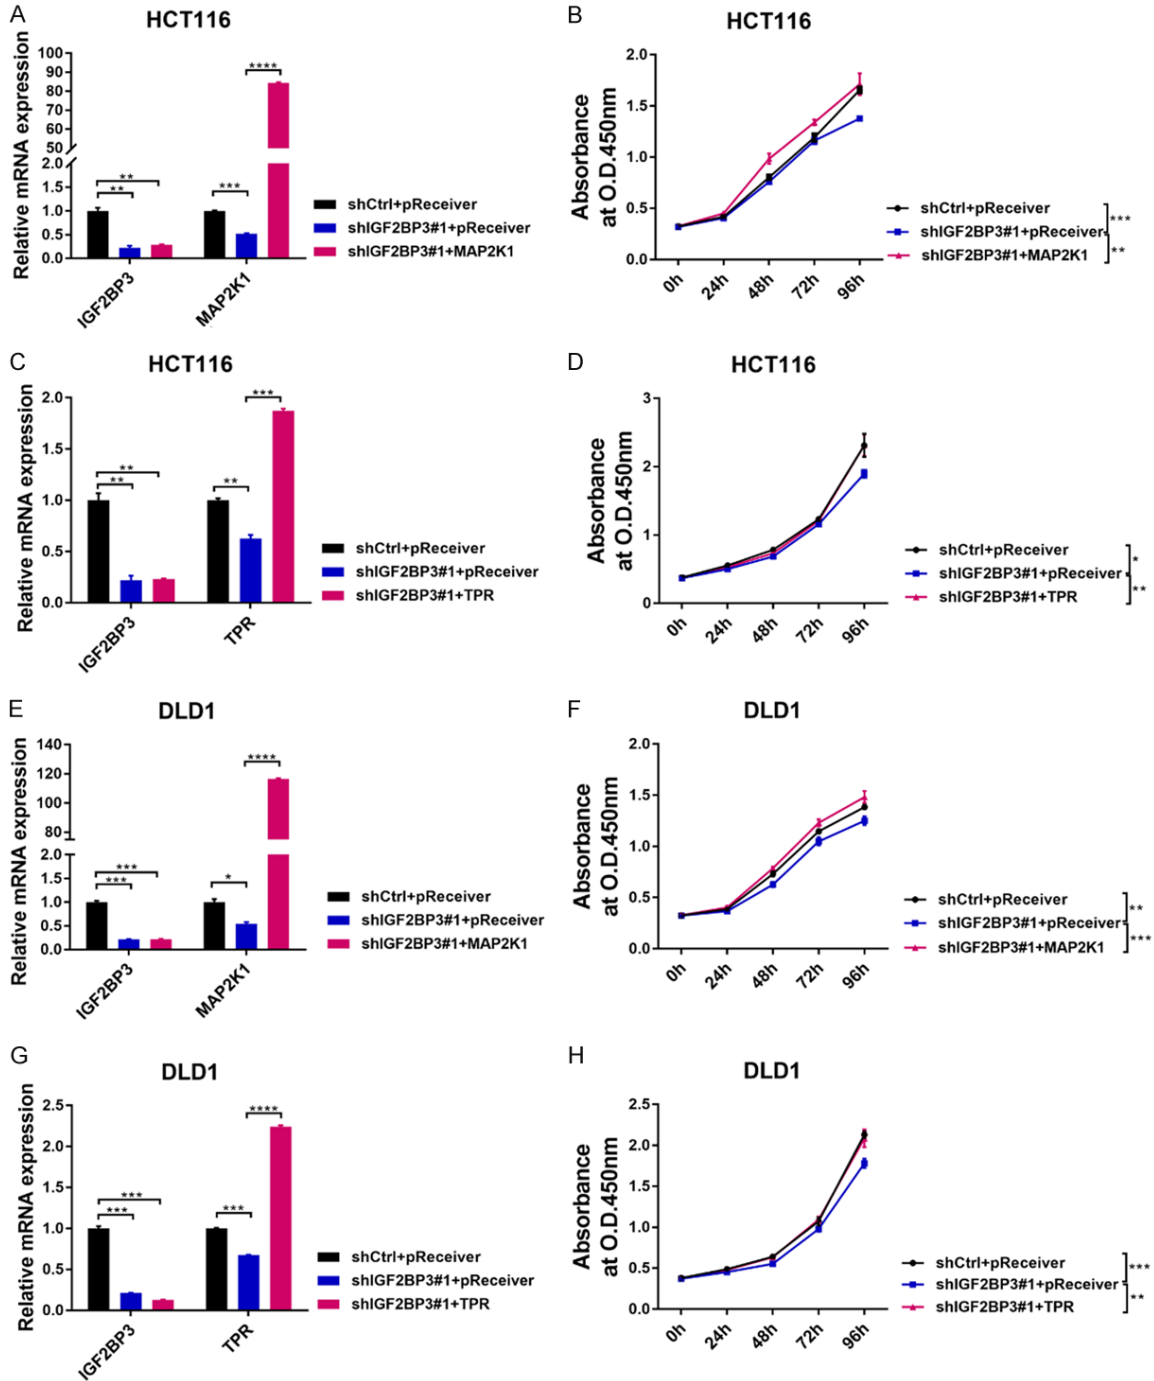 A
HCT116
Relative mRNA expression
100
90
80
70
60
50
2.0
1.5
1.0
0.5
0.0
**
**
***
****
IGF2BP3
MAP2K1
shCtrl+pReceiver
shIGF2BP3#1+pReceiver
shIGF2BP3#1+MAP2K1
B
HCT116
Absorbance
at O.D.450nm
2.0
1.5
1.0
0.5
0.0
0h
24h
48h
72h
96h
shCtrl+pReceiver
shIGF2BP3#1+pReceiver
shIGF2BP3#1+MAP2K1
***
**
C
HCT116
Relative mRNA expression
2.0
1.5
1.0
0.5
0.0
**
**
**
***
IGF2BP3
TPR
shCtrl+pReceiver
shIGF2BP3#1+pReceiver
shIGF2BP3#1+TPR
D
HCT116
Absorbance
at O.D.450nm
3
2
1
0
0h
24h
48h
72h
96h
shCtrl+pReceiver
shIGF2BP3#1+pReceiver
shIGF2BP3#1+TPR
*
**
E
DLD1
Relative mRNA expression
140
120
100
80
2.0
1.5
1.0
0.5
0.0
***
***
*
****
IGF2BP3
MAP2K1
shCtrl+pReceiver
shIGF2BP3#1+pReceiver
shIGF2BP3#1+MAP2K1
F
DLD1
Absorbance
at O.D.450nm
2.0
1.5
1.0
0.5
0.0
0h
24h
48h
72h
96h
shCtrl+pReceiver
shIGF2BP3#1+pReceiver
shIGF2BP3#1+MAP2K1
**
***
G
DLD1
Relative mRNA expression
2.5
2.0
1.5
1.0
0.5
0.0
***
***
***
****
IGF2BP3
TPR
shCtrl+pReceiver
shIGF2BP3#1+pReceiver
shIGF2BP3#1+TPR
H
DLD1
Absorbance
at O.D.450nm
2.5
2.0
1.5
1.0
0.5
0.0
0h
24h
48h
72h
96h
shCtrl+pReceiver
shIGF2BP3#1+pReceiver
shIGF2BP3#1+TPR
***
**